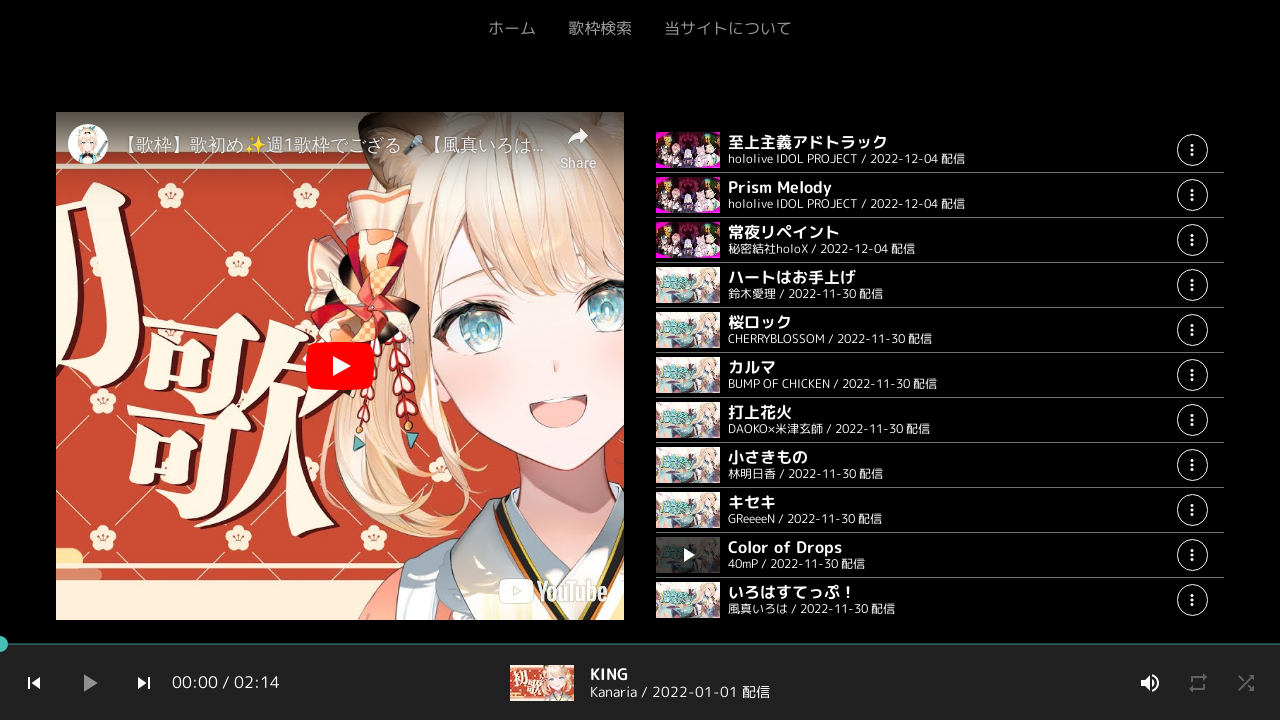 ホーム 歌枠検索 当サイトについて
【歌枠】歌初め✨週1歌枠でござる🎤【風真いろは...
Share
初歌歌
YouTube
至上主義アドトラック
hololive IDOL PROJECT / 2022-12-04 配信
Prism Melody
hololive IDOL PROJECT / 2022-12-04 配信
常夜リペイント
秘密結社holoX / 2022-12-04 配信
ハートはお手上げ
鈴木愛理 / 2022-11-30 配信
桜ロック
CHERRYBLOSSOM / 2022-11-30 配信
カルマ
BUMP OF CHICKEN / 2022-11-30 配信
打上花火
DAOKO×米津玄師 / 2022-11-30 配信
小さきもの
林明日香 / 2022-11-30 配信
キセキ
GReeeeN / 2022-11-30 配信
Color of Drops
40mP / 2022-11-30 配信
いろはすてっぷ！
風真いろは / 2022-11-30 配信
00:00 / 02:14
KING
Kanaria / 2022-01-01 配信